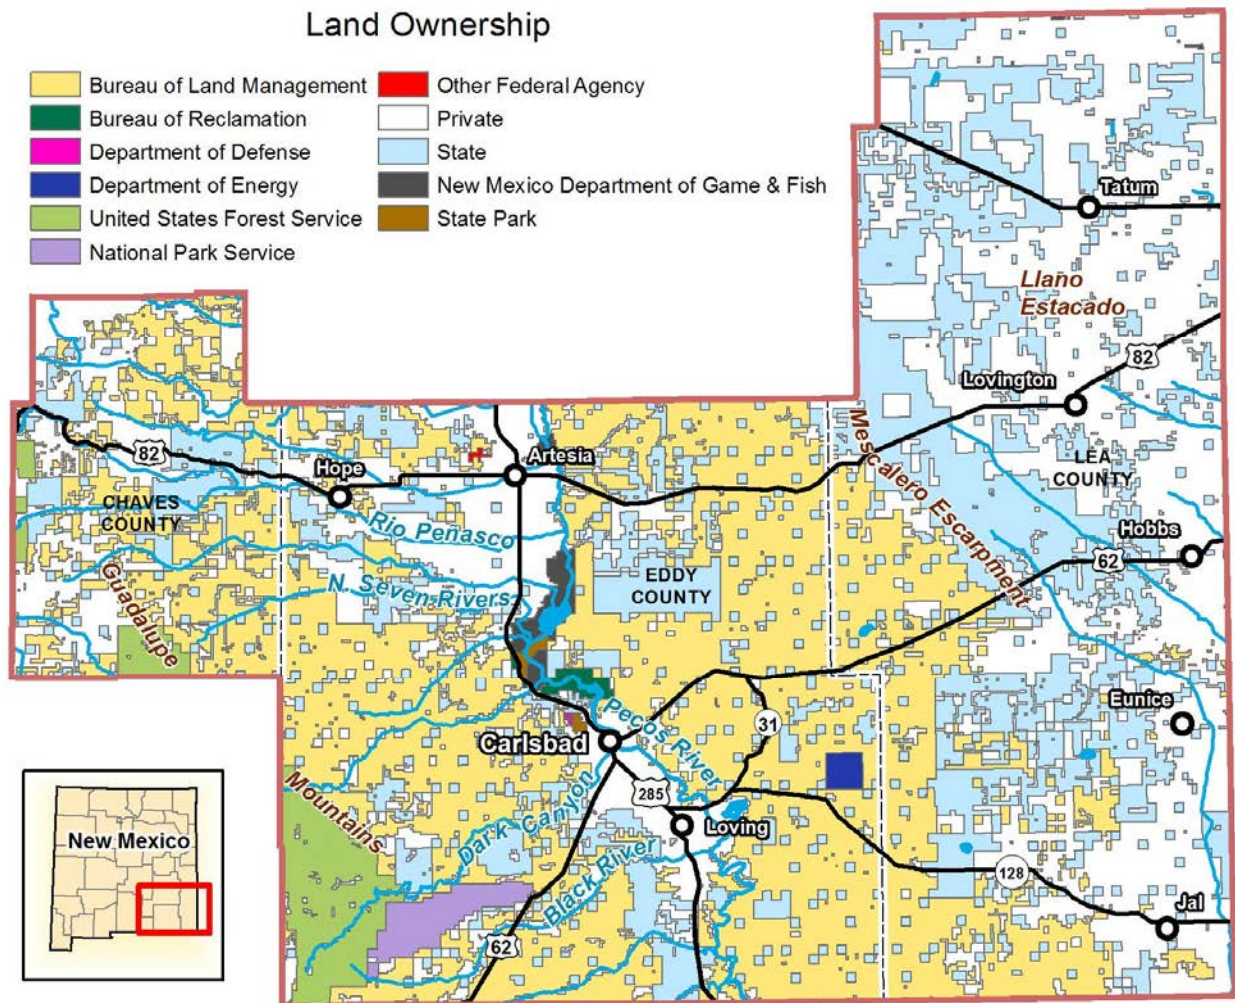 Land Ownership
Bureau of Land Management
Bureau of Reclamation
Department of Defense
Department of Energy
United States Forest Service
National Park Service
Other Federal Agency
Private
State
New Mexico Department of Game & Fish
State Park
Tatum
Llano
Estacado
82
Lovington
LEA
COUNTY
Mescalero Escarpment
Hobbs
62
82
Hope
Artesia
CHAVES
COUNTY
Rio Peñasco
N. Seven Rivers
EDDY
COUNTY
Guadalupe
Mountains
Eunice
Pecos River
31
Carlsbad
285
Loving
Dark Canyon
Black River
62
128
Jal
New Mexico